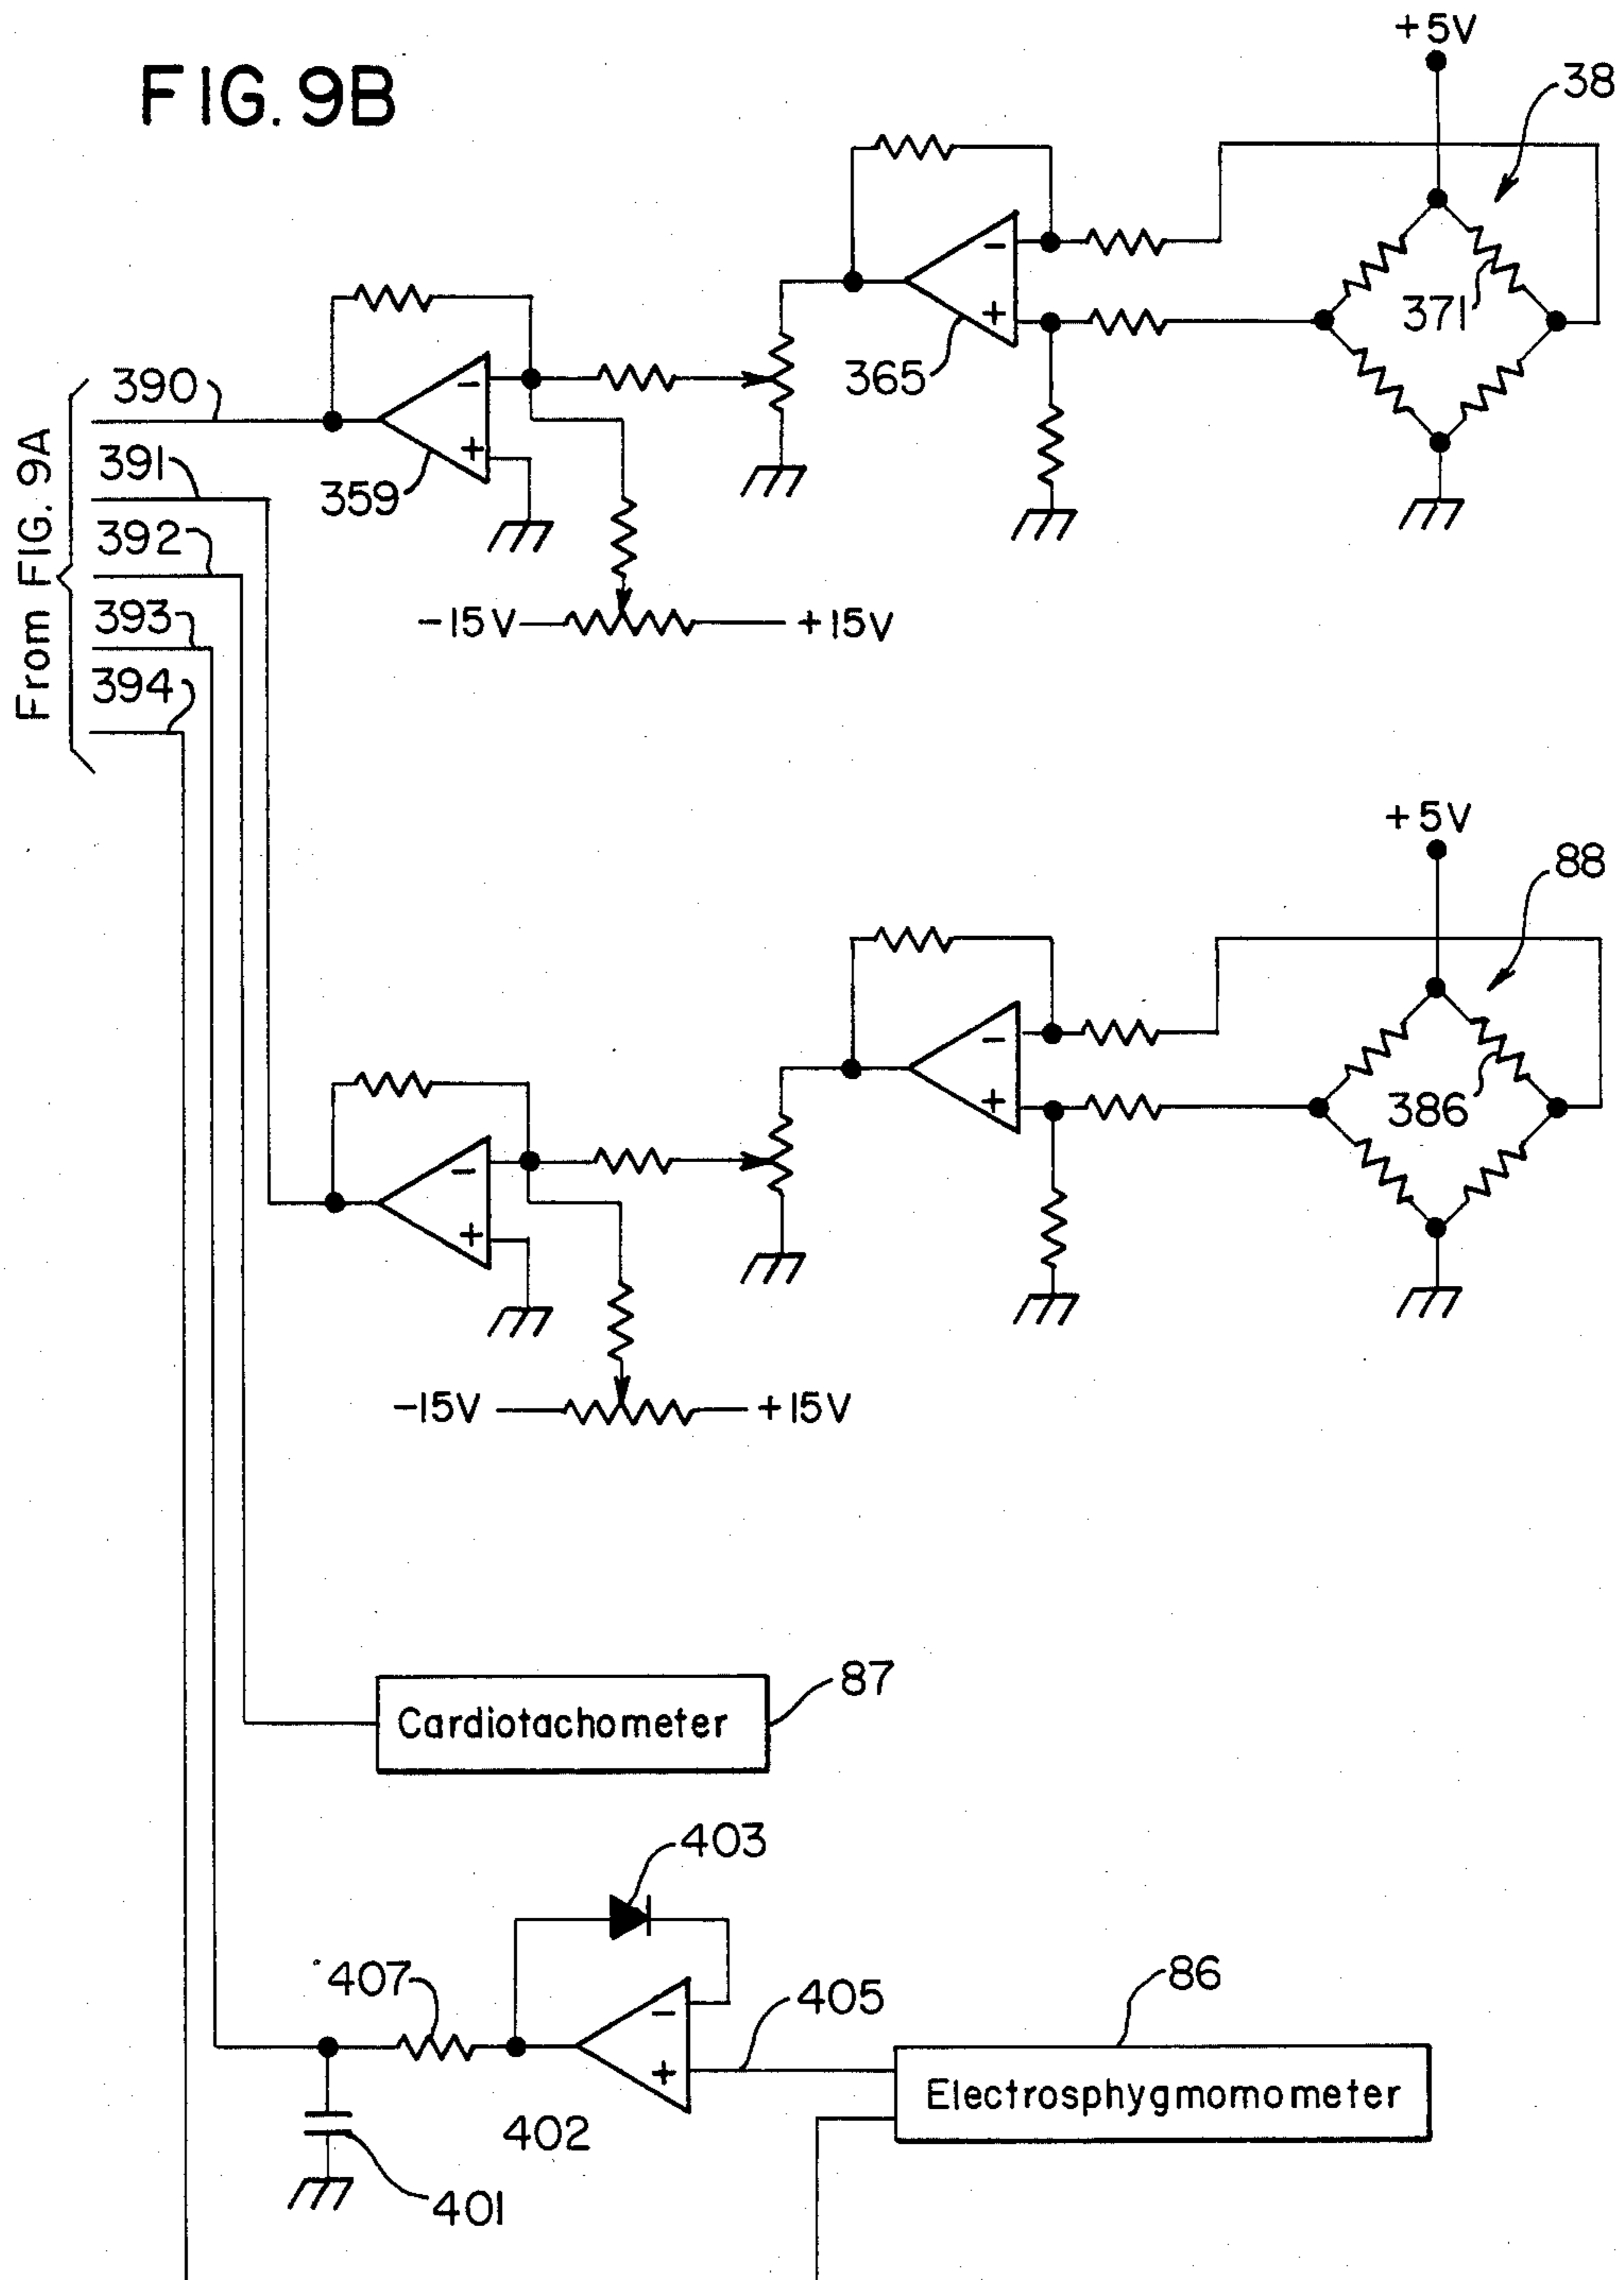 FIG. 9B
+5V
38
371
365
390
359
391
392
393
394
From FIG. 9A
-15V
+15V
+5V
88
386
-15V
+15V
87
Cardiotachometer
403
407
405
86
Electrosphygmomometer
402
401